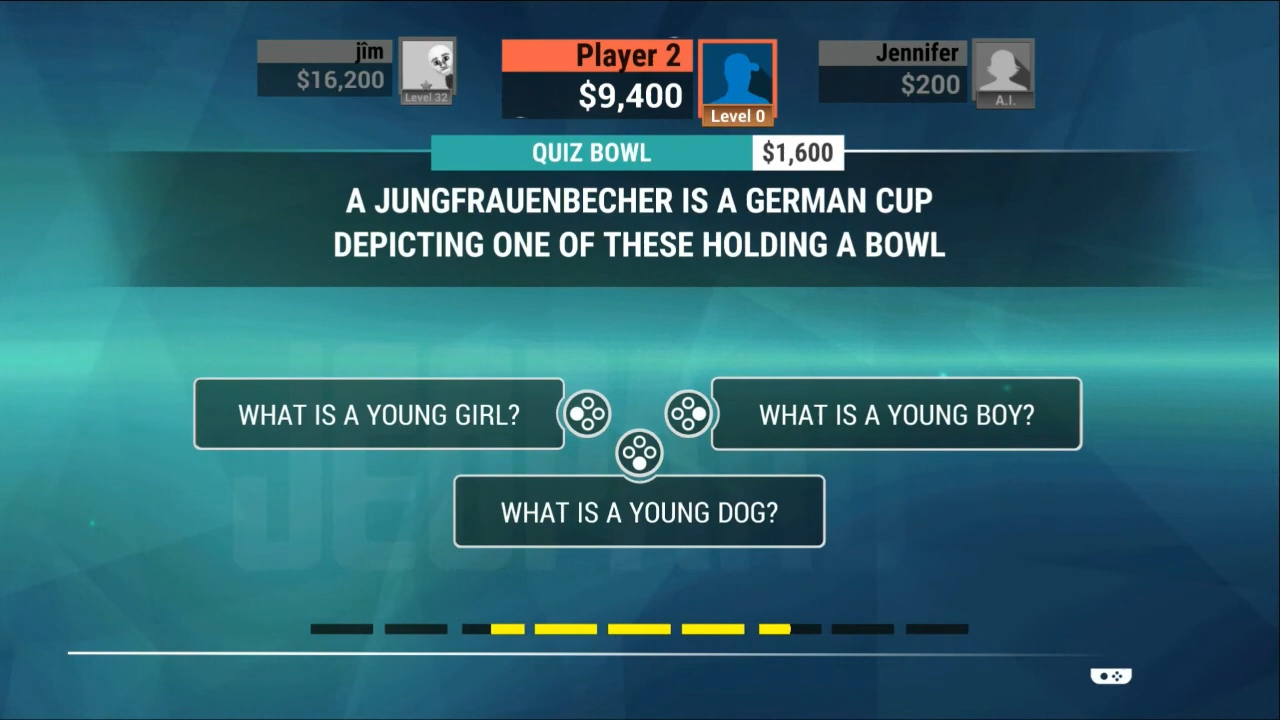 jîm
$16,200
Level 32
Player 2
$9,400
Level 0
Jennifer
$200
A.I.
QUIZ BOWL
$1,600
A JUNGFRAUENBECHER IS A GERMAN CUP
DEPICTING ONE OF THESE HOLDING A BOWL
WHAT IS A YOUNG GIRL?
WHAT IS A YOUNG BOY?
WHAT IS A YOUNG DOG?
JEOPARDY